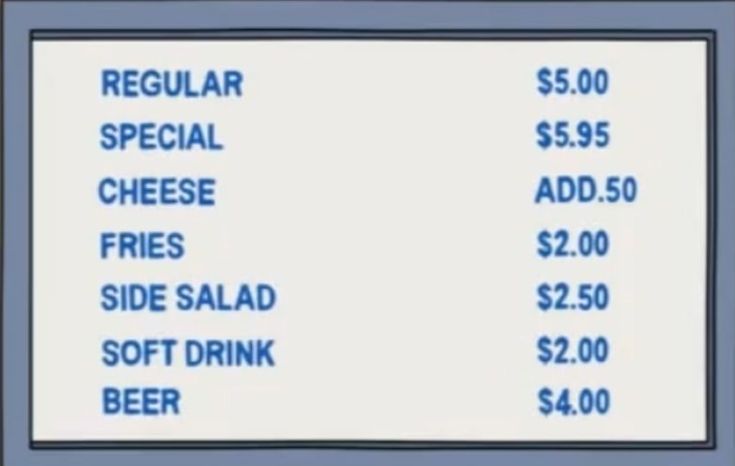 REGULAR $5.00
SPECIAL $5.95
CHEESE ADD.50
FRIES $2.00
SIDE SALAD $2.50
SOFT DRINK $2.00
BEER $4.00